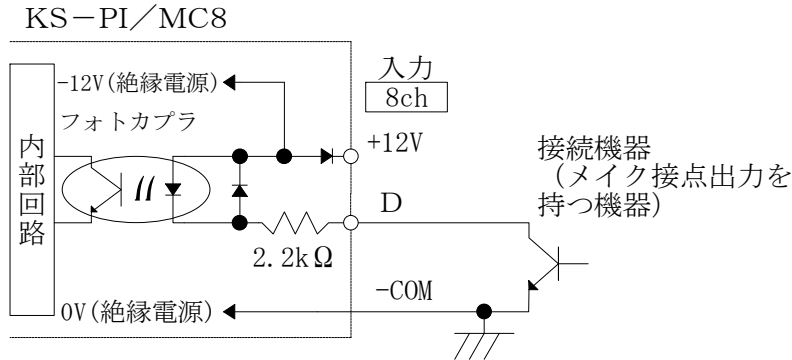 KS－PI／MC8
-12V(絶縁電源)
フォトカプラ
内部回路
入力
8ch
+12V
D
2.2kΩ
-COM
0V(絶縁電源)
接続機器
（メイク接点出力を
持つ機器）